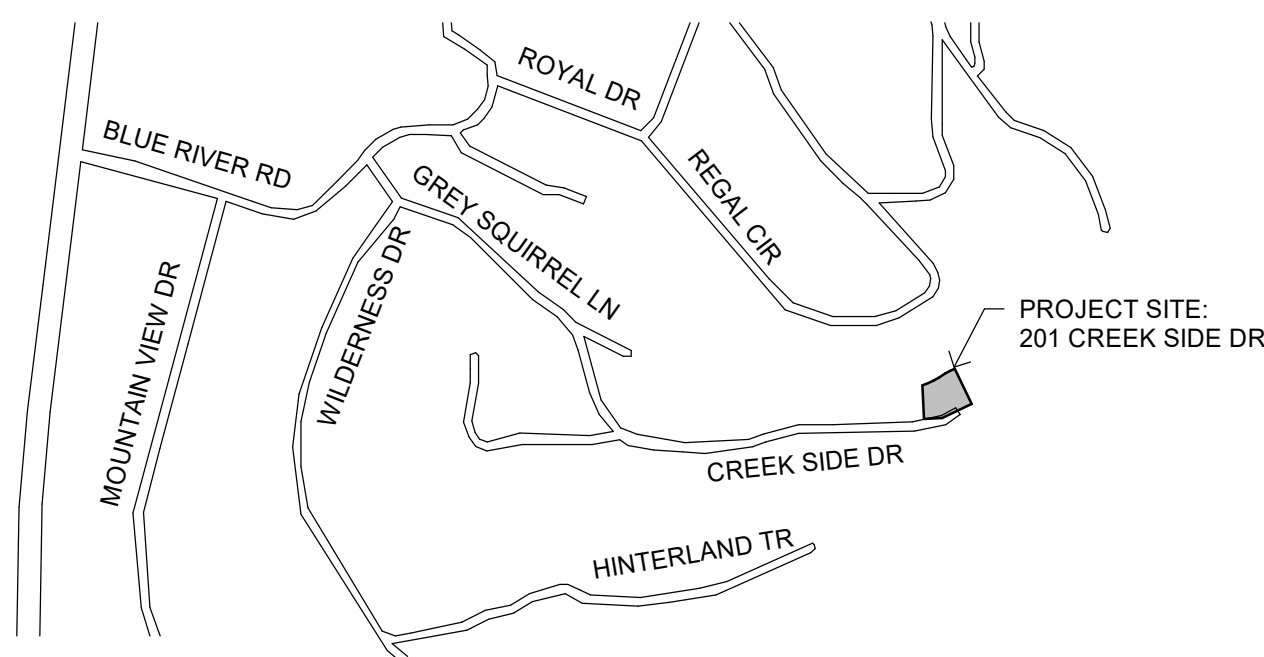 ROYAL DR
BLUE RIVER RD
GREY SQUIRREL LN
REGAL CIR
WILDERNESS DR
MOUNTAIN VIEW DR
PROJECT SITE:
201 CREEK SIDE DR
CREEK SIDE DR
HINTERLAND TR